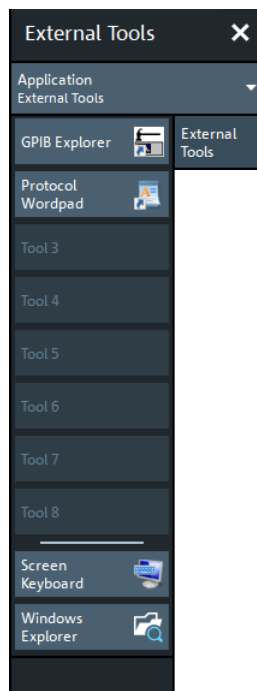 External Tools
Application
External Tools
GPIB Explorer
External
Tools
Protocol
Wordpad
Tool 3
Tool 4
Tool 5
Tool 6
Tool 7
Tool 8
Screen
Keyboard
Windows
Explorer